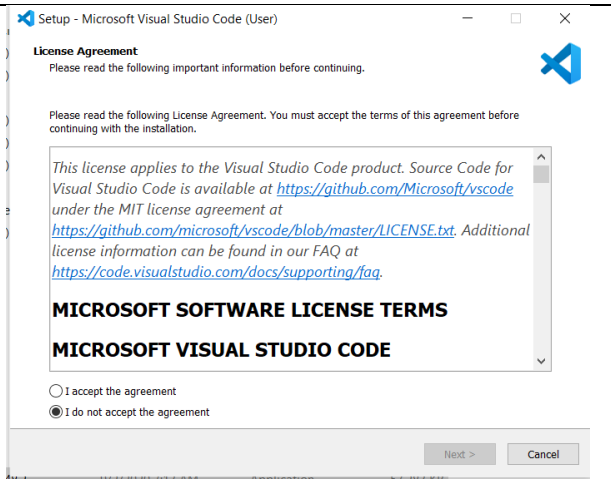 Setup - Microsoft Visual Studio Code (User)
License Agreement
Please read the following important information before continuing.
Please read the following License Agreement. You must accept the terms of this agreement before
continuing with the installation.
This license applies to the Visual Studio Code product. Source Code for
Visual Studio Code is available at https://github.com/Microsoft/vscode
under the MIT license agreement at
https://github.com/microsoft/vscode/blob/master/LICENSE.txt. Additional
license information can be found in our FAQ at
https://code.visualstudio.com/docs/supporting/faq.
MICROSOFT SOFTWARE LICENSE TERMS
MICROSOFT VISUAL STUDIO CODE
I accept the agreement
I do not accept the agreement
Next >
Cancel